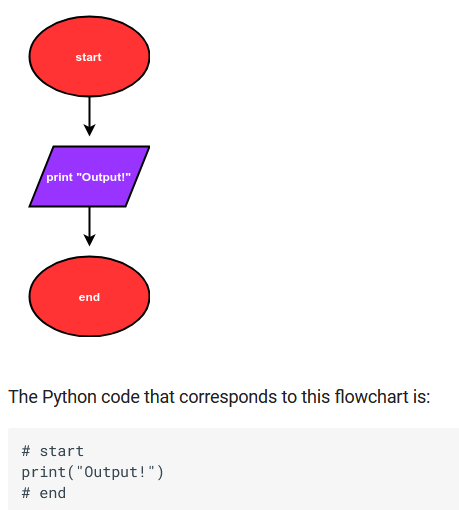 start
print "Output!"
end
The Python code that corresponds to this flowchart is:
# start
print("Output!")
# end